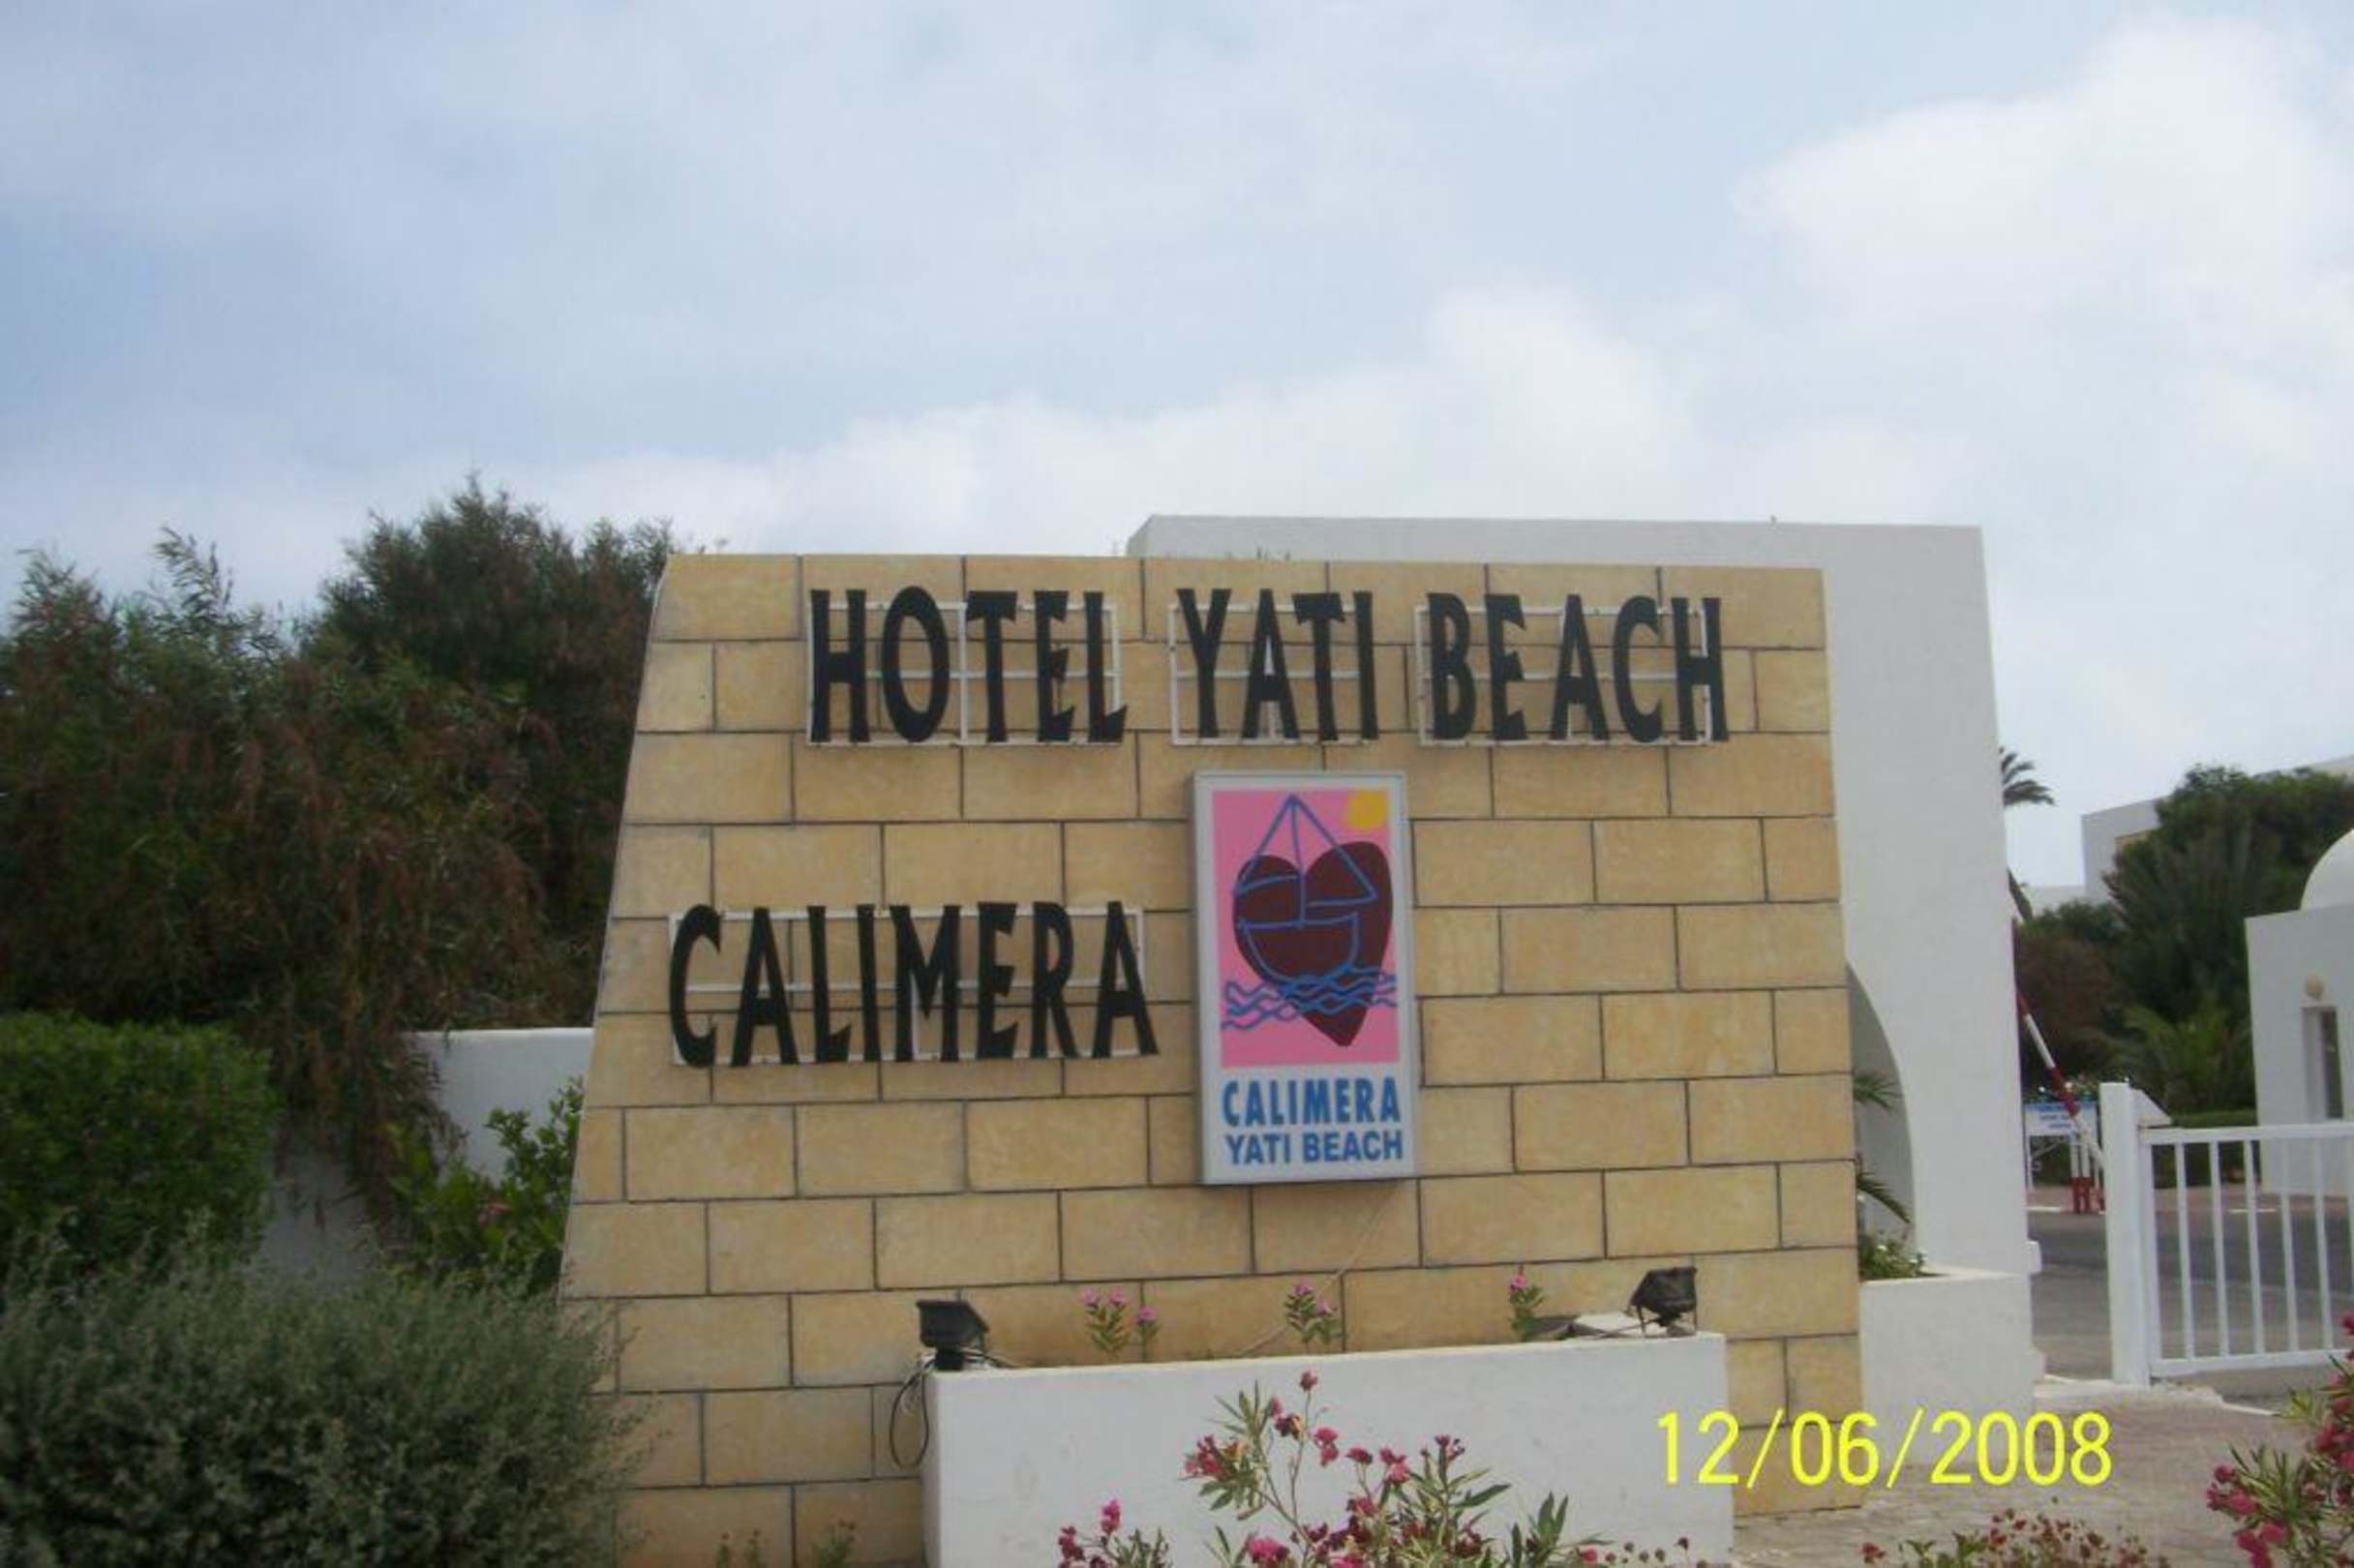 HOTEL YATI BEACH
CALIMERA
CALIMERA
YATI BEACH
12/06/2008